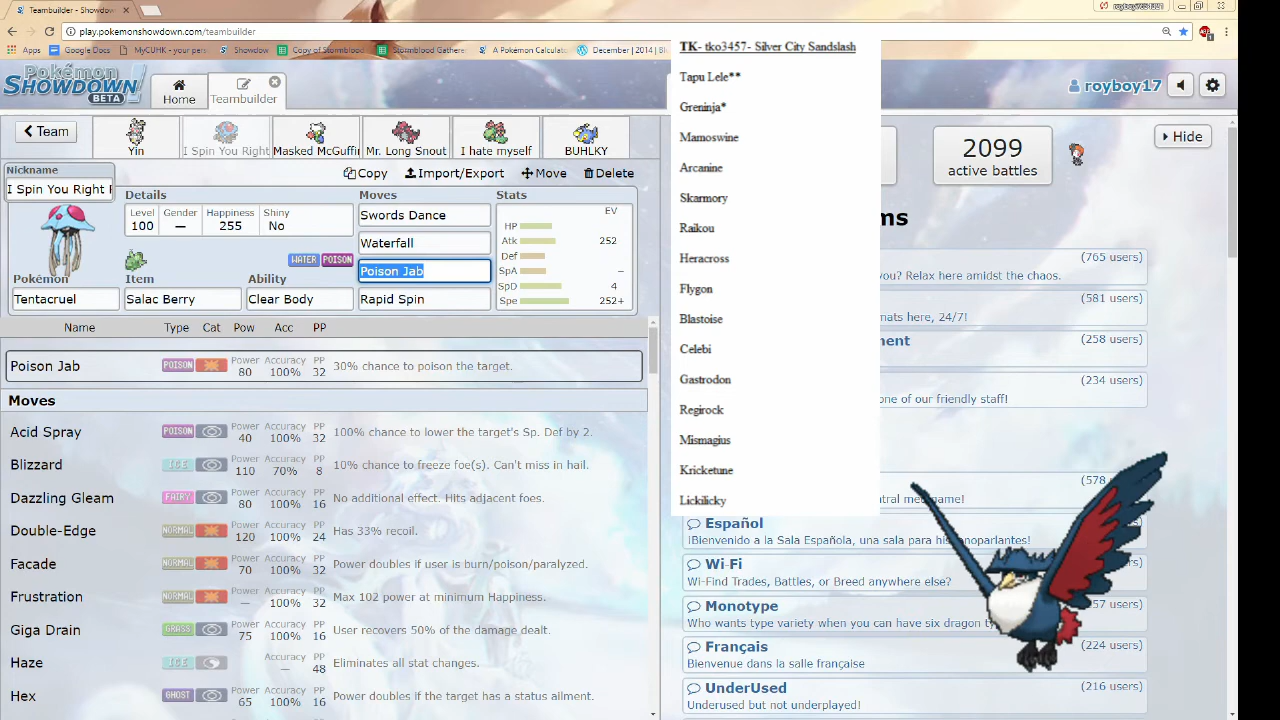 Teambuilder - Showdow
royboy17
play.pokemonshowdown.com/teambuilder
Apps
Google Docs
MyCUHK - your pers
Showdown
Copy of Stormblood
Stormblood Gathere
A Pokémon Calculato
December, (2014) | Bl
Pokémon
SHOWDOWN!
BETA
Home
Teambuilder
royboy17
Team
Yin
I Spin You Right
Masked McGuffin
Mr. Long Snout
I hate myself
BUHLKY
Nickname
I Spin You Right
Copy
Import/Export
Move
Delete
Details
Level
100
Gender
—
Happiness
255
Shiny
No
WATER
POISON
Pokémon
Tentacruel
Item
Salac Berry
Ability
Clear Body
Moves
Swords Dance
Waterfall
Poison Jab
Rapid Spin
Stats
EV
HP
Atk 252
Def
SpA –
SpD 4
Spe 252+
Name Type Cat Pow Acc PP
Poison Jab POISON Power 80 Accuracy 100% PP 32 30% chance to poison the target.
Moves
Acid Spray POISON Power 40 Accuracy 100% PP 32 100% chance to lower the target's Sp. Def by 2.
Blizzard ICE Power 110 Accuracy 70% PP 8 10% chance to freeze foe(s). Can't miss in hail.
Dazzling Gleam FAIRY Power 80 Accuracy 100% PP 16 No additional effect. Hits adjacent foes.
Double-Edge NORMAL Power 120 Accuracy 100% PP 24 Has 33% recoil.
Facade NORMAL Power 70 Accuracy 100% PP 32 Power doubles if user is burn/poison/paralyzed.
Frustration NORMAL Power — Accuracy 100% PP 32 Max 102 power at minimum Happiness.
Giga Drain GRASS Power 75 Accuracy 100% PP 16 User recovers 50% of the damage dealt.
Haze ICE Accuracy — PP 48 Eliminates all stat changes.
Hex GHOST Power 65 Accuracy 100% PP 16 Power doubles if the target has a status ailment.
TK- tko3457- Silver City Sandslash
Tapu Lele**
Greninja*
Mamoswine
Arcanine
Skarmory
Raikou
Heracross
Flygon
Blastoise
Celebi
Gastrodon
Regirock
Mismagius
Kricketune
Lickilicky
2099
active battles
Hide
ms
(765 users)
you? Relax here amidst the chaos.
(581 users)
mats here, 24/7!
ment
(258 users)
(234 users)
one of our friendly staff!
(578
Español
¡Bienvenido a la Sala Española, una sala para hispanoparlantes!
Wi-Fi
Wi-Find Trades, Battles, or Breed anywhere else?
Monotype
Who wants type variety when you can have six dragon
Français
(224 users)
Bienvenue dans la salle française
UnderUsed
(216 users)
Underused but not underplayed!